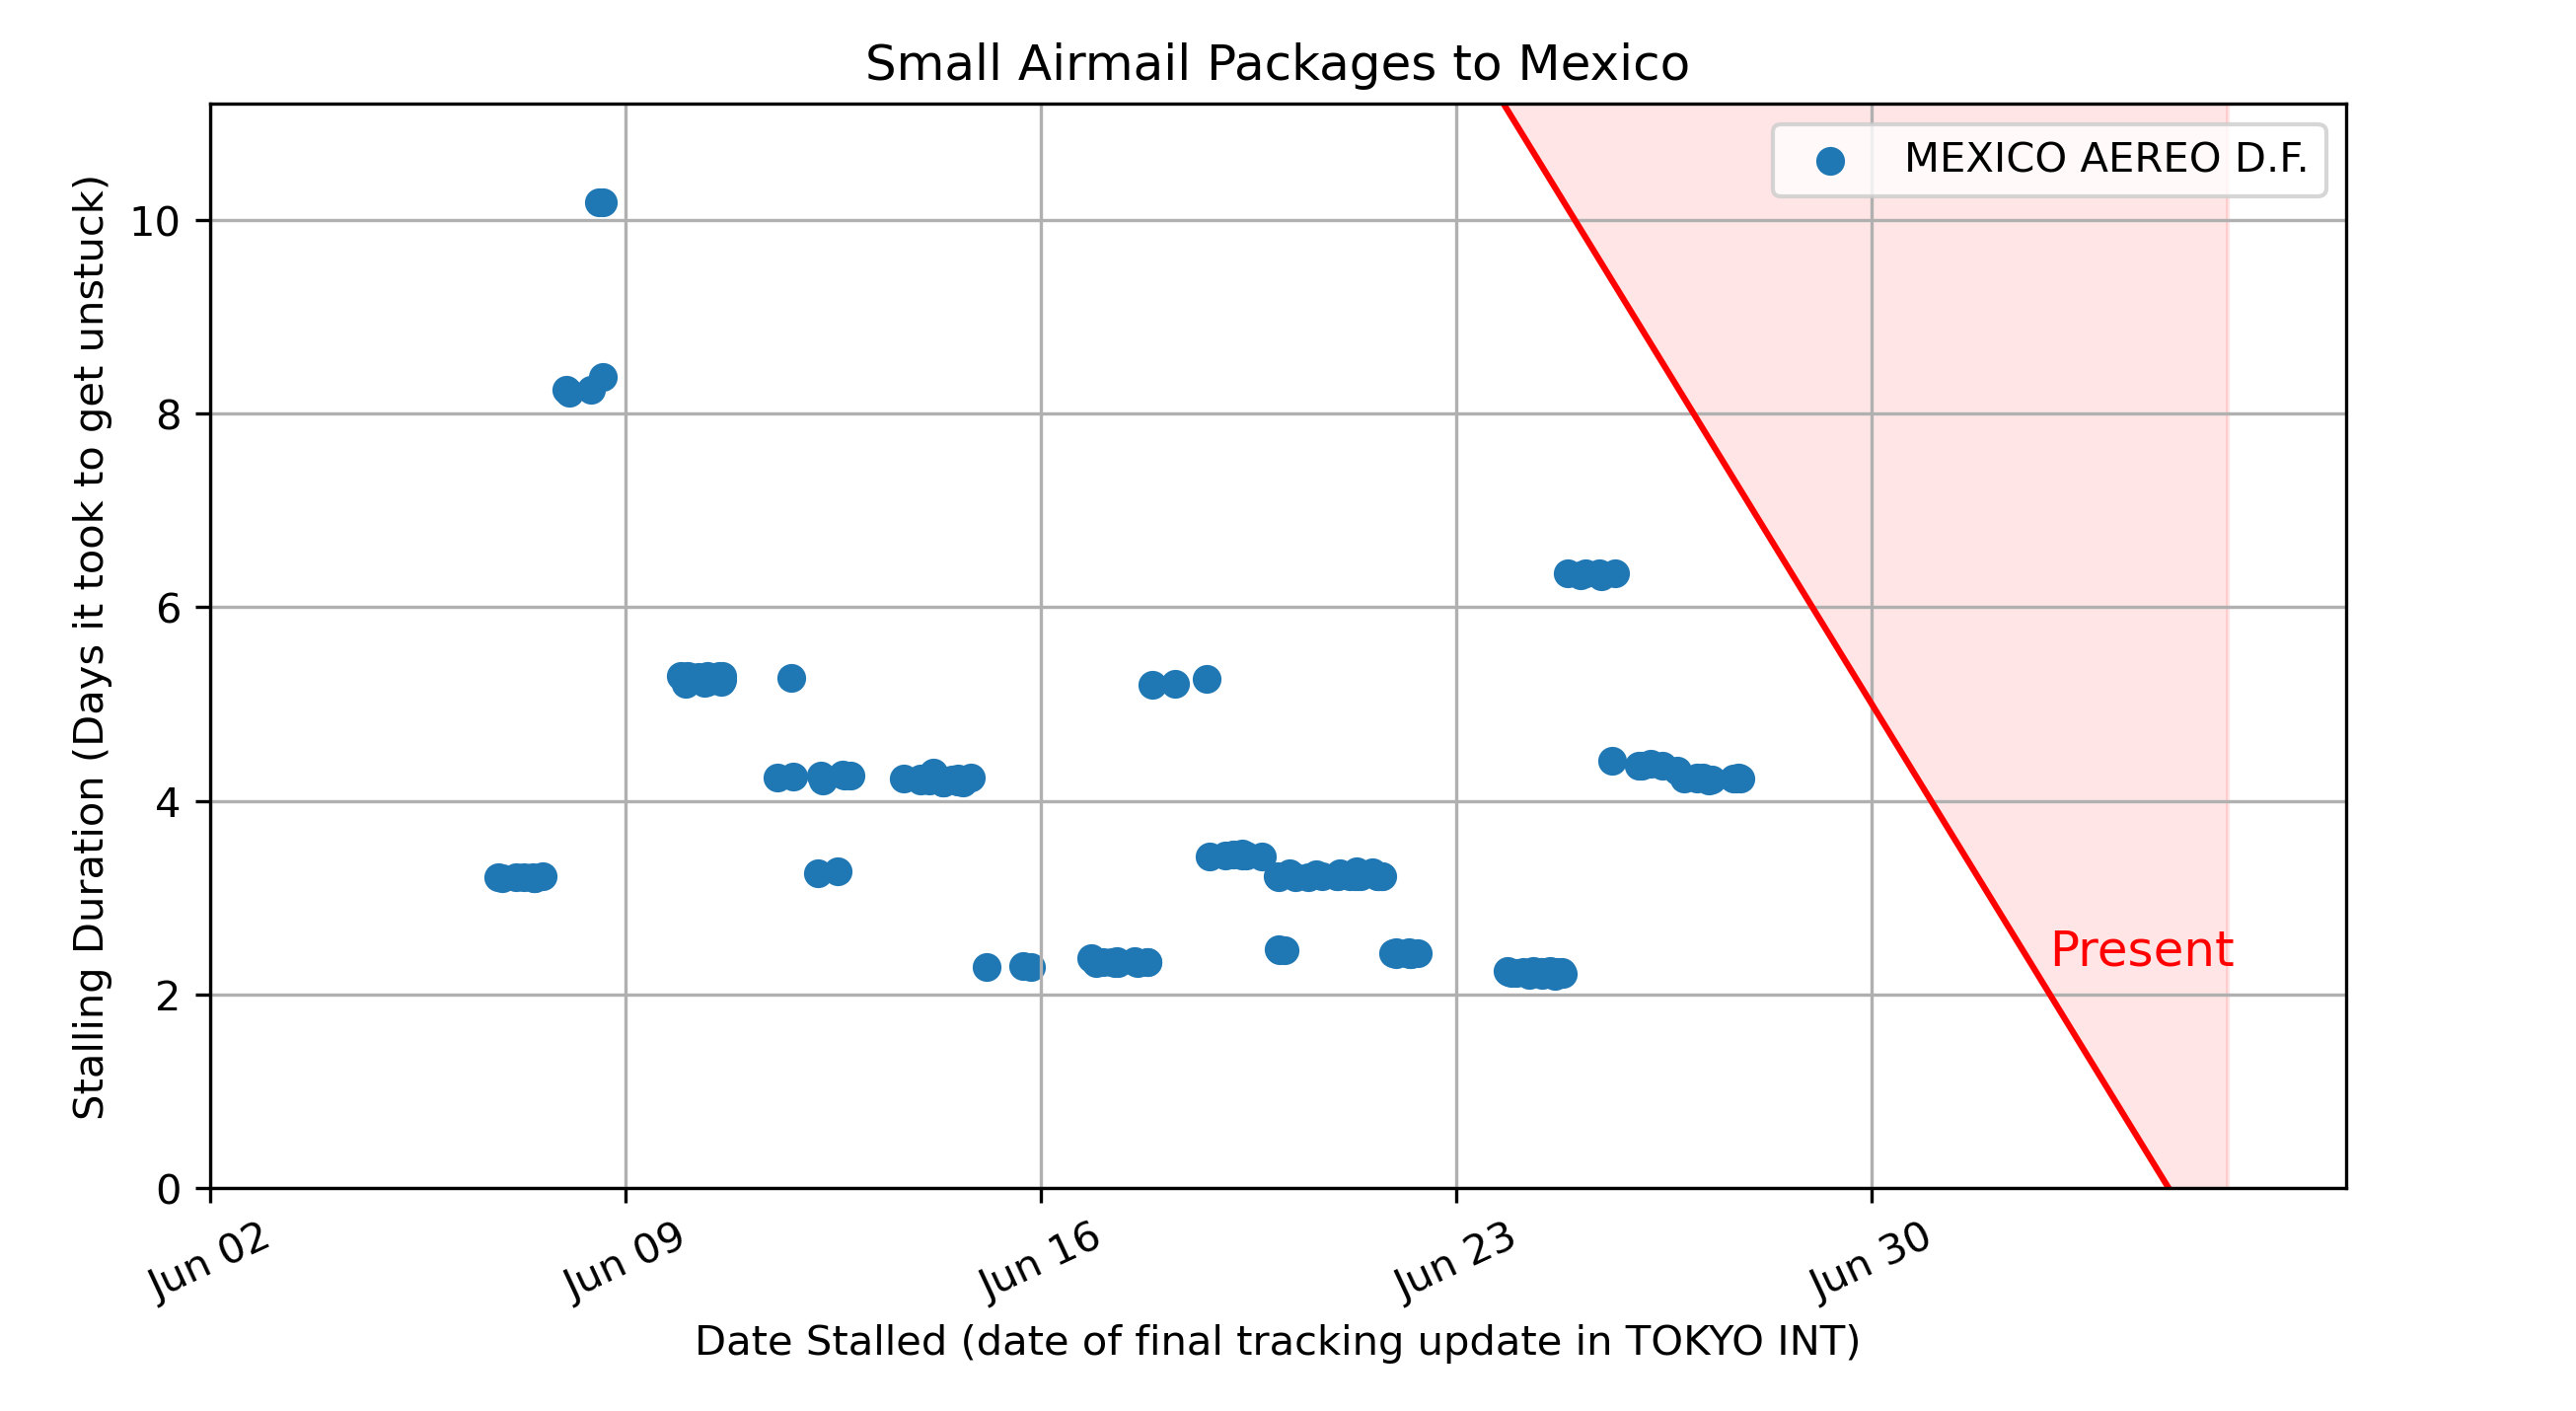 Small Airmail Packages to Mexico
MEXICO AEREO D.F.
Stalling Duration (Days it took to get unstuck)
10
8
6
4
2
0
Present
Jun 02
Jun 09
Jun 16
Jun 23
Jun 30
Date Stalled (date of final tracking update in TOKYO INT)